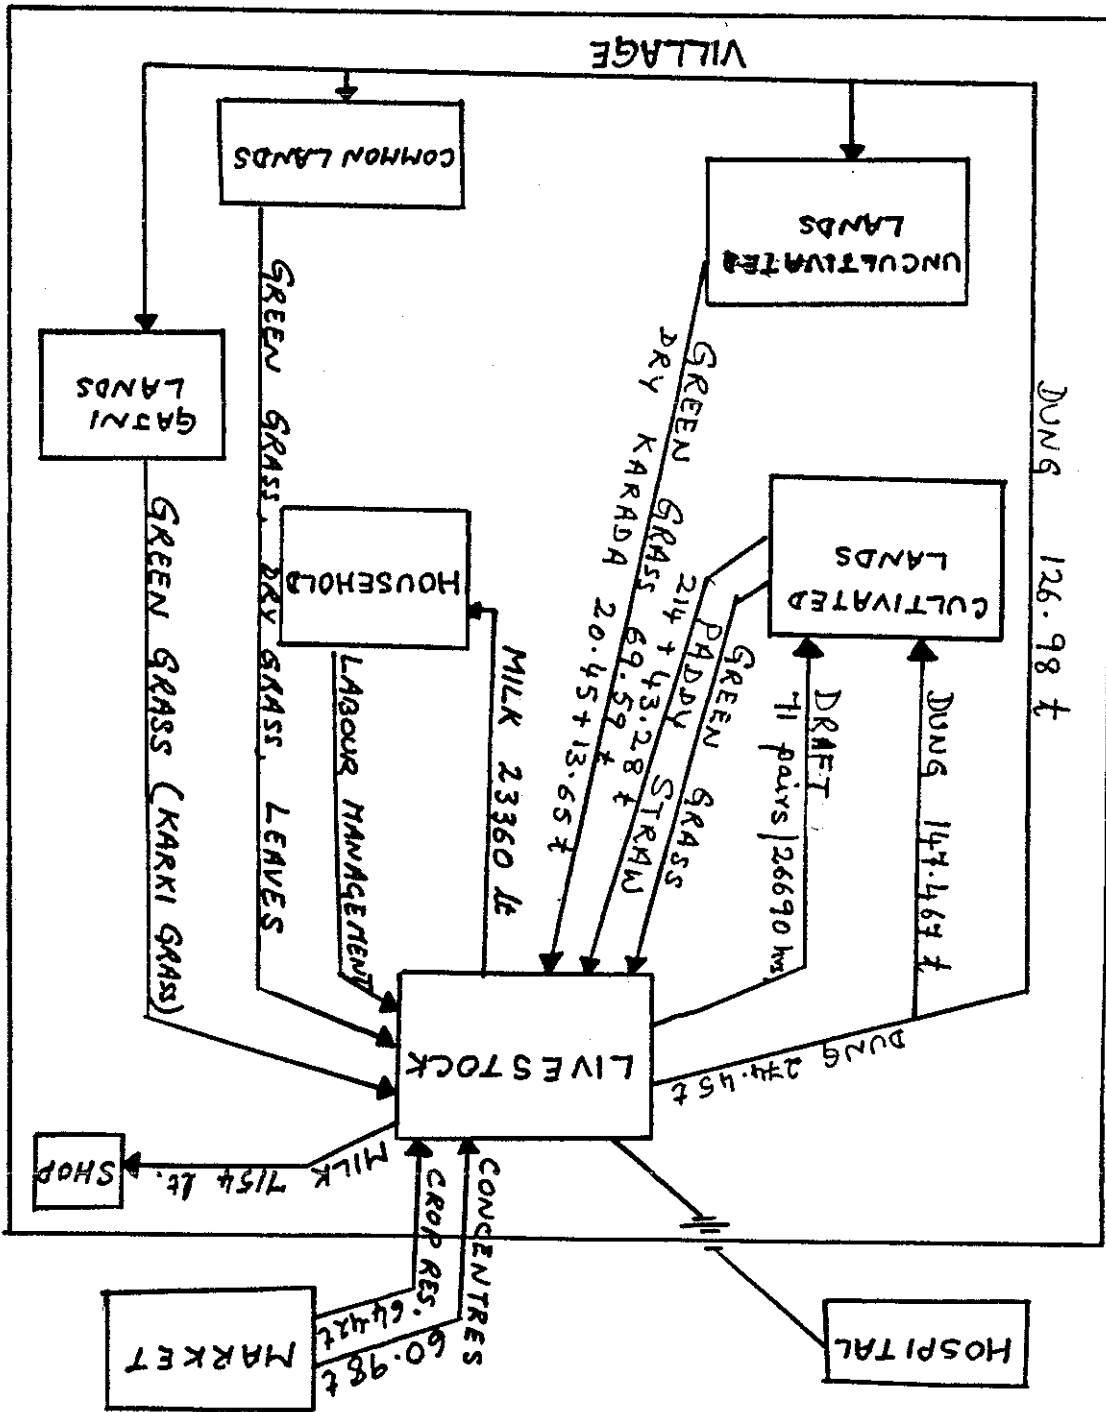 HOSPITAL
MARKET
60.98 t
CONCENTRES
CROP RES. 64.42t
SHOP
MILK 7154 lt.
LIVESTOCK
DUNG 274.45 t
DUNG 147.467 t
DUNG 126.98 t
DRAFT
71 pairs / 26690 hrs.
GREEN GRASS
PADDY STRAW
214 + 43.28 t
GREEN GRASS 69.59 t
DRY KARADA 20.45 + 13.65 t
MILK 23360 lt
LABOUR MANAGEMENT
GREEN GRASS, DRY GRASS, LEAVES
GREEN GRASS (KARKI GRASS)
CULTIVATED
LANDS
HOUSEHOLD
GAJNI
LANDS
UNCULTIVATED
LANDS
COMMON LANDS
VILLAGE